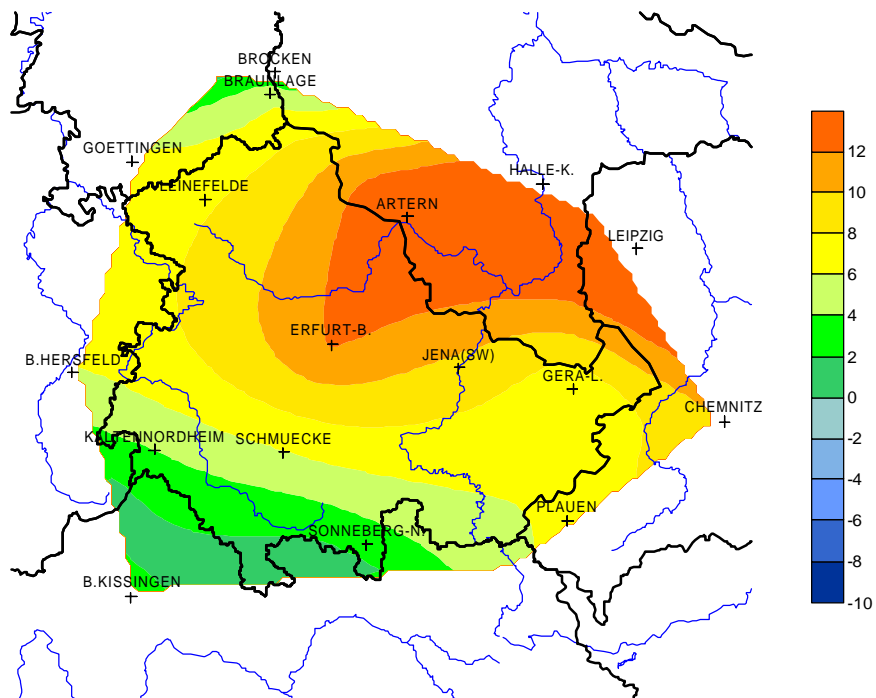 BROCKEN
BRAUNLAGE
GOETTINGEN
HALLE-K.
LEINEFELDE
ARTERN
LEIPZIG
ERFURT-B.
JENA(SW)
B.HERSFELD
GERA-L.
CHEMNITZ
KALTENNORDHEIM
SCHMUECKE
PLAUEN
SONNEBERG-N.
B.KISSINGEN
12
10
8
6
4
2
0
-2
-4
-6
-8
-10